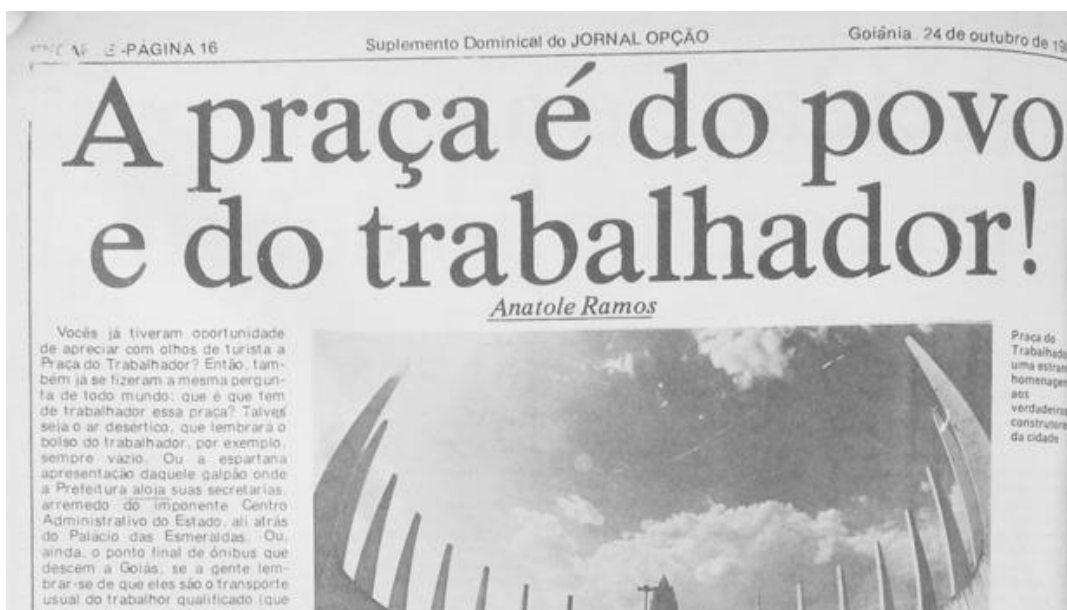 -PÁGINA 16
Suplemento Dominical do JORNAL OPÇÃO
Goiânia, 24 de outubro de
A praça é do povo
e do trabalhador!
Anatole Ramos
Vocês já tiveram oportunidade
de apreciar com olhos de turista a
Praça do Trabalhador? Então, tam-
bém já se fizeram a mesma pergun-
ta de todo mundo: que é que tem
de trabalhador essa praça? Talves
seja o ar desértico, que lembrará o
bolso do trabalhador, por exemplo,
sempre vazio. Ou a espartana
apresentação daquele galpão onde
a Prefeitura aloja suas secretarias,
arremedo do imponente Centro
Administrativo do Estado, ali atrás
do Palácio das Esmeraldas. Ou,
ainda, o ponto final de ônibus que
descem a Goiás, se a gente lem-
brar-se de que eles são o transporte
usual do trabalhor qualificado (que
Praça do
Trabalhado
uma estran
homenagem
aos
verdadeiros
construtore
da cidade